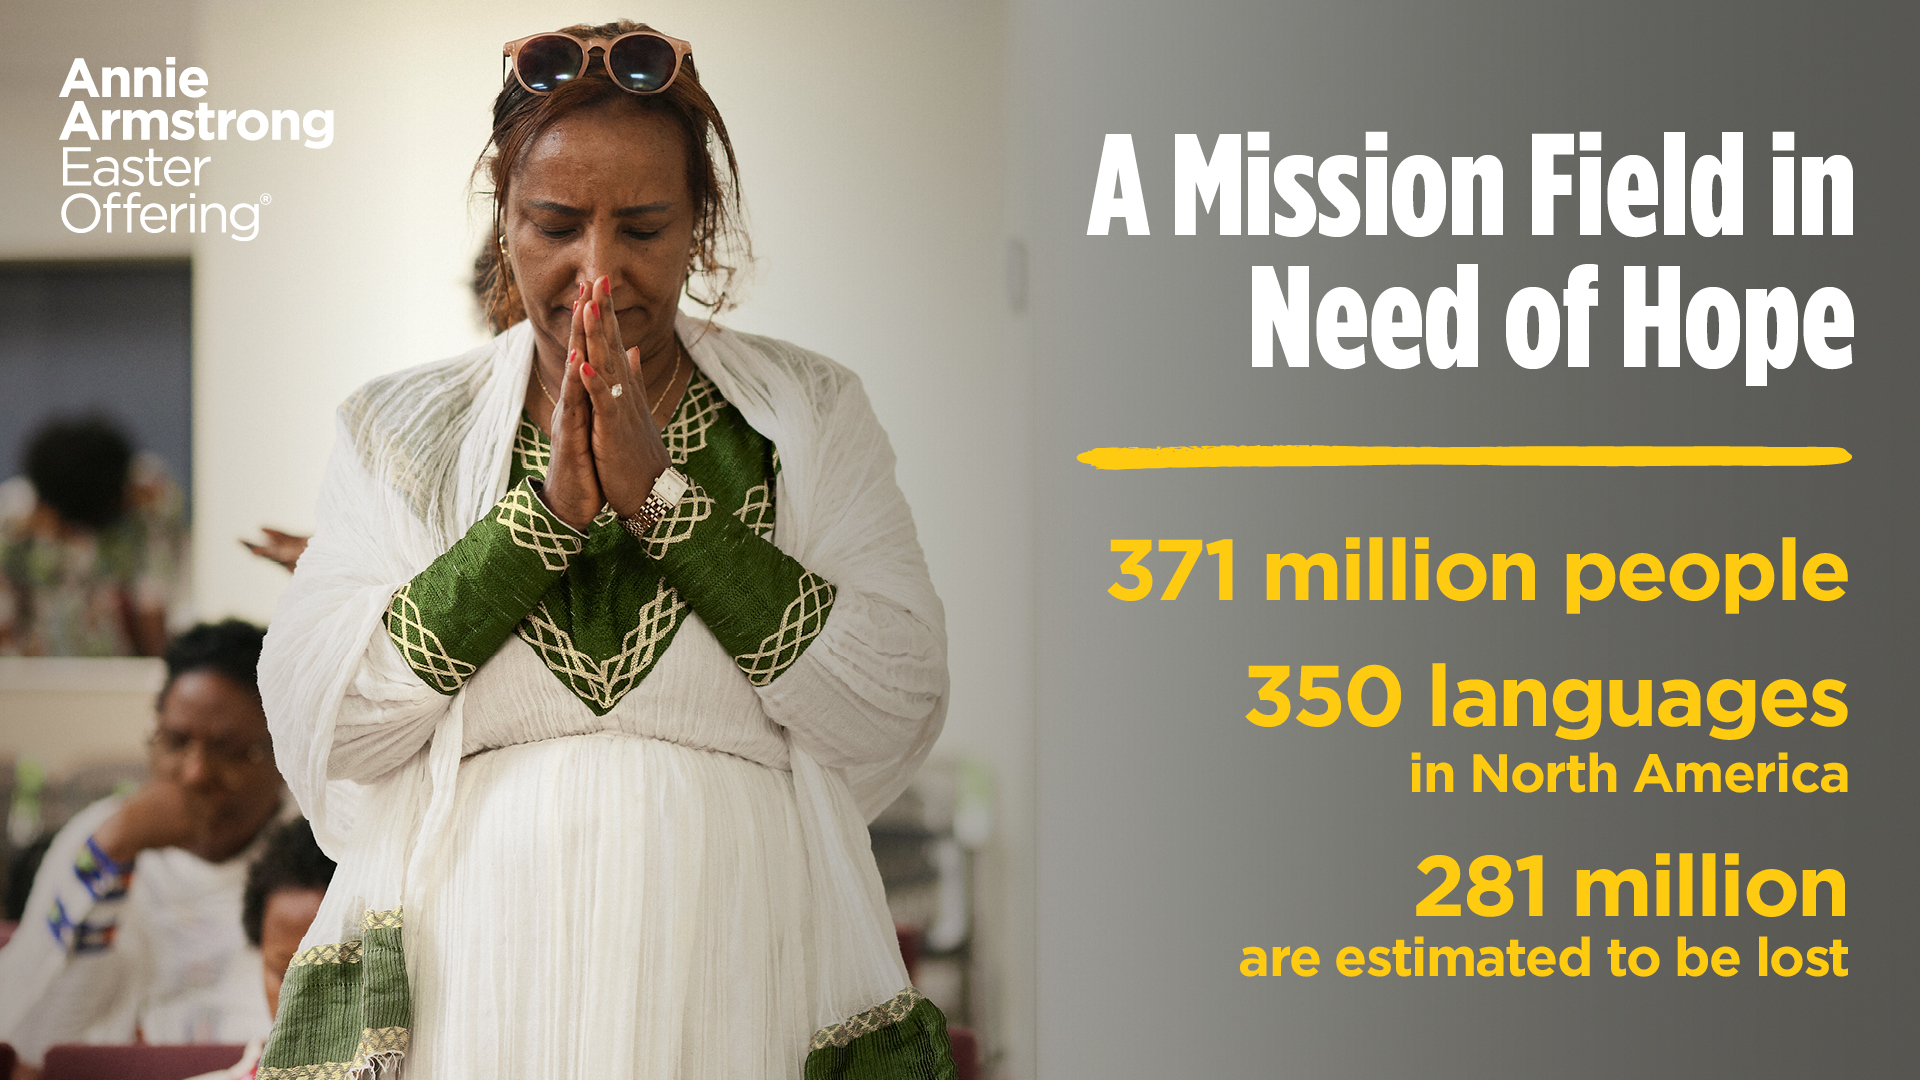 Annie
Armstrong
Easter
Offering®
A Mission Field in
Need of Hope
371 million people
350 languages
in North America
281 million
are estimated to be lost